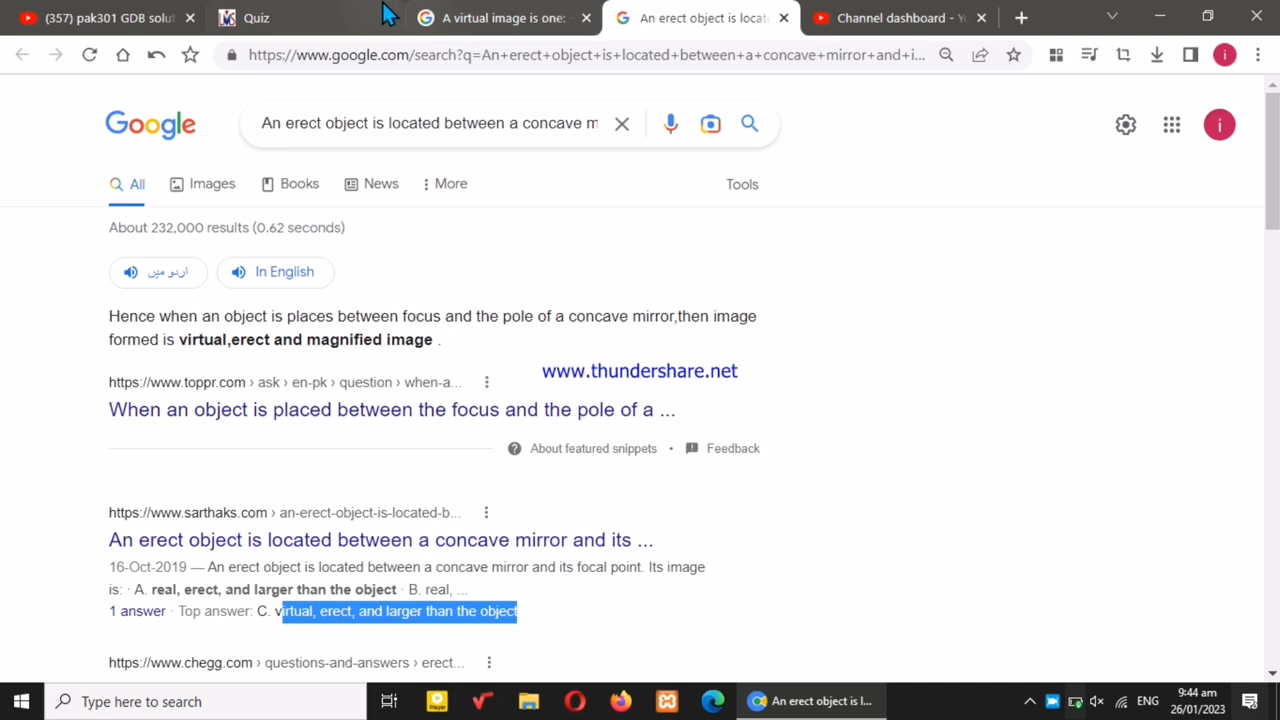 (357) pak301 GDB solut
Quiz
A virtual image is one:
An erect object is locat
Channel dashboard - Yo
https://www.google.com/search?q=An+erect+object+is+located+between+a+concave+mirror+and+i...
Google
An erect object is located between a concave m
i
All
Images
Books
News
More
Tools
About 232,000 results (0.62 seconds)
اردو میں
In English
Hence when an object is places between focus and the pole of a concave mirror,then image
formed is virtual,erect and magnified image .
www.thundershare.net
https://www.toppr.com › ask › en-pk › question › when-a...
When an object is placed between the focus and the pole of a ...
About featured snippets • Feedback
https://www.sarthaks.com › an-erect-object-is-located-b...
An erect object is located between a concave mirror and its ...
16-Oct-2019 — An erect object is located between a concave mirror and its focal point. Its image
is: · A. real, erect, and larger than the object · B. real, ...
1 answer · Top answer: C. virtual, erect, and larger than the object
https://www.chegg.com › questions-and-answers › erect...
Type here to search
Player
An erect object is l...
ENG
9:44 am
26/01/2023